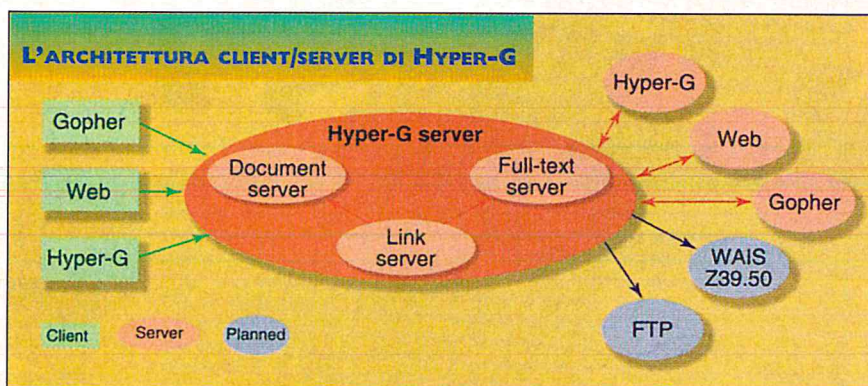 L'ARCHITETTURA CLIENT/SERVER DI HYPER-G
Gopher
Web
Hyper-G
Hyper-G server
Document
server
Full-text
server
Link
server
Hyper-G
Web
Gopher
WAIS
Z39.50
FTP
Client
Server
Planned